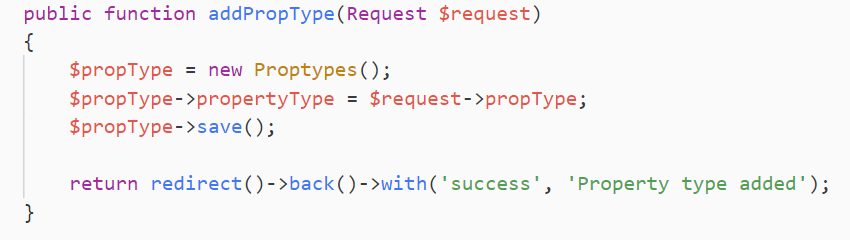 public function addPropType(Request $request)
{
    $propType = new Proptypes();
    $propType->propertyType = $request->propType;
    $propType->save();

    return redirect()->back()->with('success', 'Property type added');
}